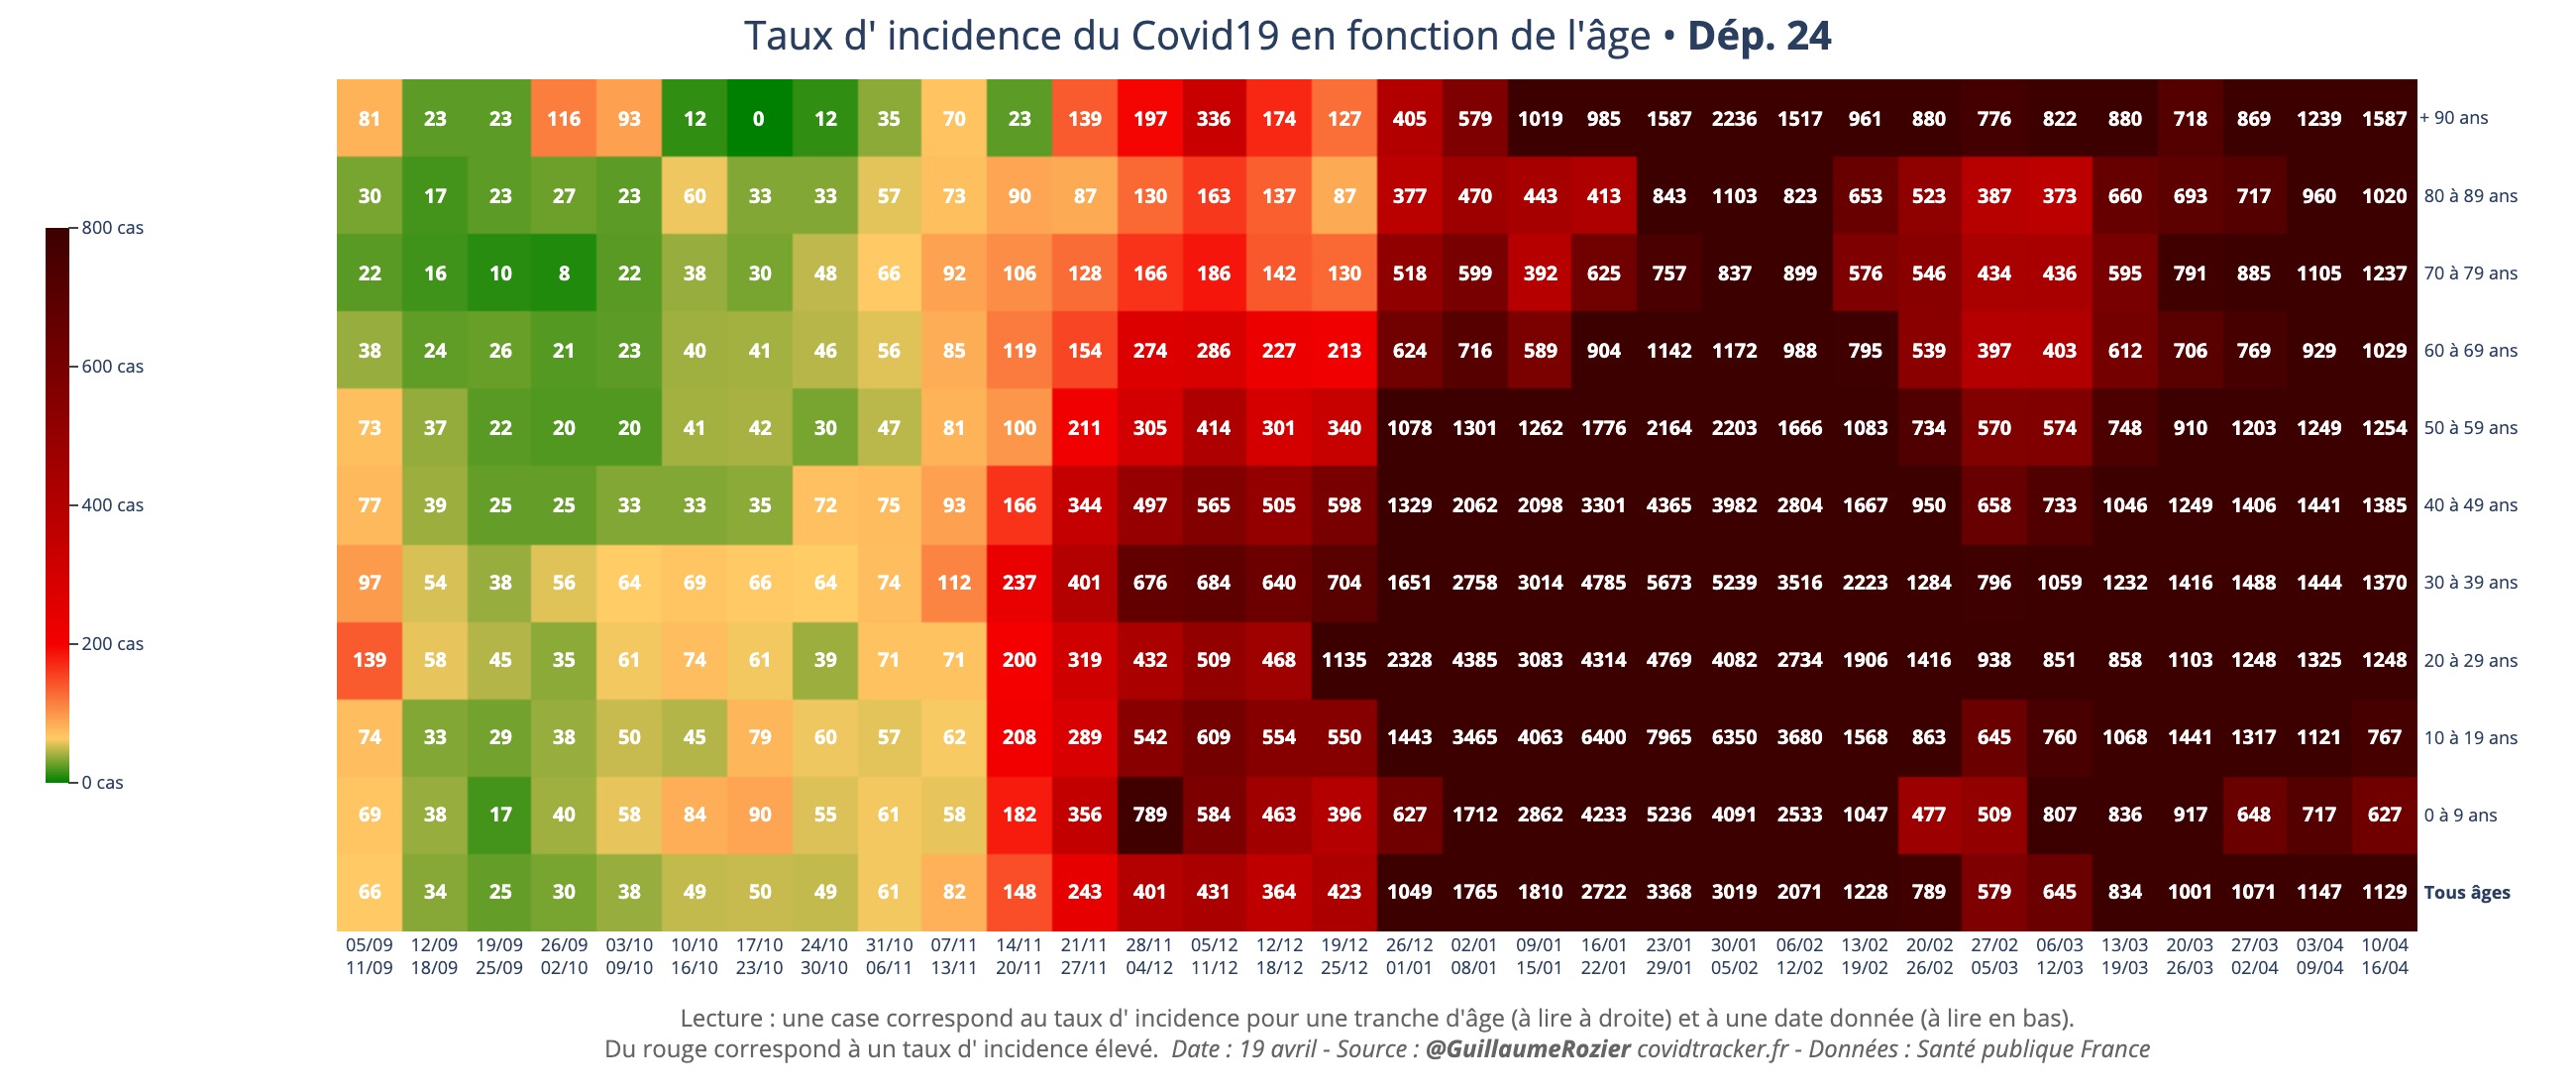 Taux d' incidence du Covid19 en fonction de l'âge • Dép. 24
800 cas
600 cas
400 cas
200 cas
0 cas
81 23 23 116 93 12 0 12 35 70 23 139 197 336 174 127 405 579 1019 985 1587 2236 1517 961 880 776 822 880 718 869 1239 1587 + 90 ans
30 17 23 27 23 60 33 33 57 73 90 87 130 163 137 87 377 470 443 413 843 1103 823 653 523 387 373 660 693 717 960 1020 80 à 89 ans
22 16 10 8 22 38 30 48 66 92 106 128 166 186 142 130 518 599 392 625 757 837 899 576 546 434 436 595 791 885 1105 1237 70 à 79 ans
38 24 26 21 23 40 41 46 56 85 119 154 274 286 227 213 624 716 589 904 1142 1172 988 795 539 397 403 612 706 769 929 1029 60 à 69 ans
73 37 22 20 20 41 42 30 47 81 100 211 305 414 301 340 1078 1301 1262 1776 2164 2203 1666 1083 734 570 574 748 910 1203 1249 1254 50 à 59 ans
77 39 25 25 33 33 35 72 75 93 166 344 497 565 505 598 1329 2062 2098 3301 4365 3982 2804 1667 950 658 733 1046 1249 1406 1441 1385 40 à 49 ans
97 54 38 56 64 69 66 64 74 112 237 401 676 684 640 704 1651 2758 3014 4785 5673 5239 3516 2223 1284 796 1059 1232 1416 1488 1444 1370 30 à 39 ans
139 58 45 35 61 74 61 39 71 71 200 319 432 509 468 1135 2328 4385 3083 4314 4769 4082 2734 1906 1416 938 851 858 1103 1248 1325 1248 20 à 29 ans
74 33 29 38 50 45 79 60 57 62 208 289 542 609 554 550 1443 3465 4063 6400 7965 6350 3680 1568 863 645 760 1068 1441 1317 1121 767 10 à 19 ans
69 38 17 40 58 84 90 55 61 58 182 356 789 584 463 396 627 1712 2862 4233 5236 4091 2533 1047 477 509 807 836 917 648 717 627 0 à 9 ans
66 34 25 30 38 49 50 49 61 82 148 243 401 431 364 423 1049 1765 1810 2722 3368 3019 2071 1228 789 579 645 834 1001 1071 1147 1129 Tous âges
05/09 12/09 19/09 26/09 03/10 10/10 17/10 24/10 31/10 07/11 14/11 21/11 28/11 05/12 12/12 19/12 26/12 02/01 09/01 16/01 23/01 30/01 06/02 13/02 20/02 27/02 06/03 13/03 20/03 27/03 03/04 10/04
11/09 18/09 25/09 02/10 09/10 16/10 23/10 30/10 06/11 13/11 20/11 27/11 04/12 11/12 18/12 25/12 01/01 08/01 15/01 22/01 29/01 05/02 12/02 19/02 26/02 05/03 12/03 19/03 26/03 02/04 09/04 16/04
Lecture : une case correspond au taux d' incidence pour une tranche d'âge (à lire à droite) et à une date donnée (à lire en bas).
Du rouge correspond à un taux d' incidence élevé. Date : 19 avril - Source : @GuillaumeRozier covidtracker.fr - Données : Santé publique France